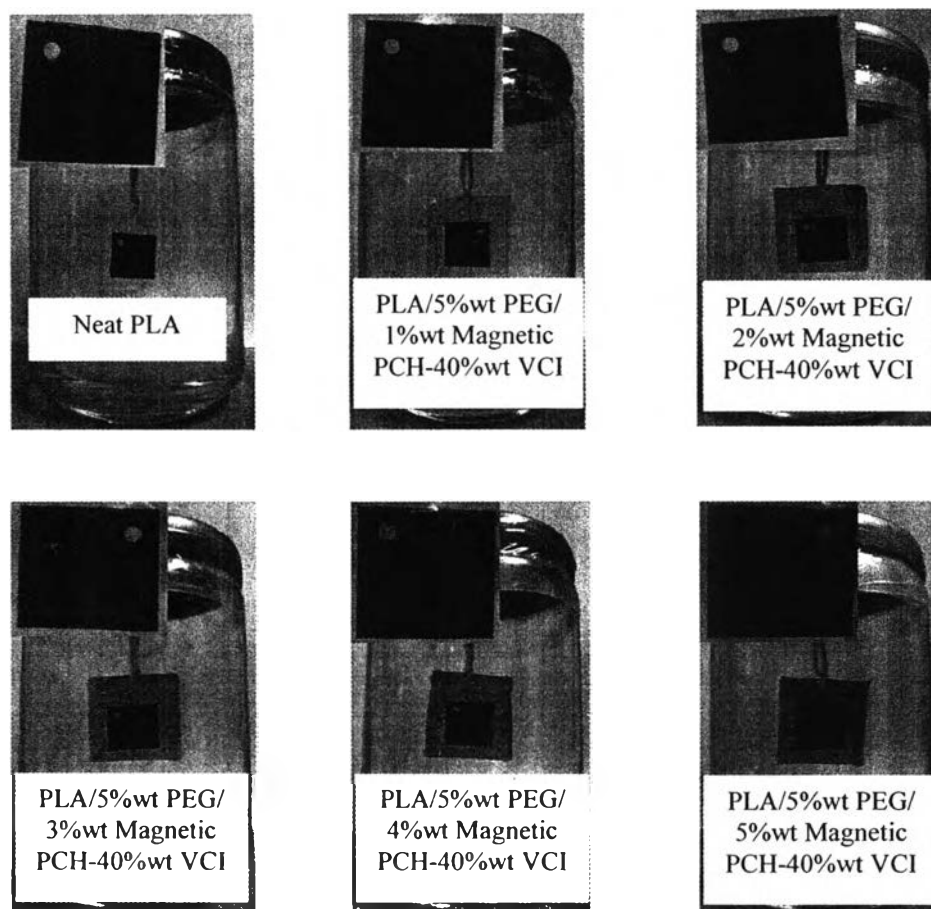 Neat PLA
PLA/5%wt PEG/
1%wt Magnetic
PCH-40%wt VCI
PLA/5%wt PEG/
2%wt Magnetic
PCH-40%wt VCI
PLA/5%wt PEG/
3%wt Magnetic
PCH-40%wt VCI
PLA/5%wt PEG/
4%wt Magnetic
PCH-40%wt VCI
PLA/5%wt PEG/
5%wt Magnetic
PCH-40%wt VCI